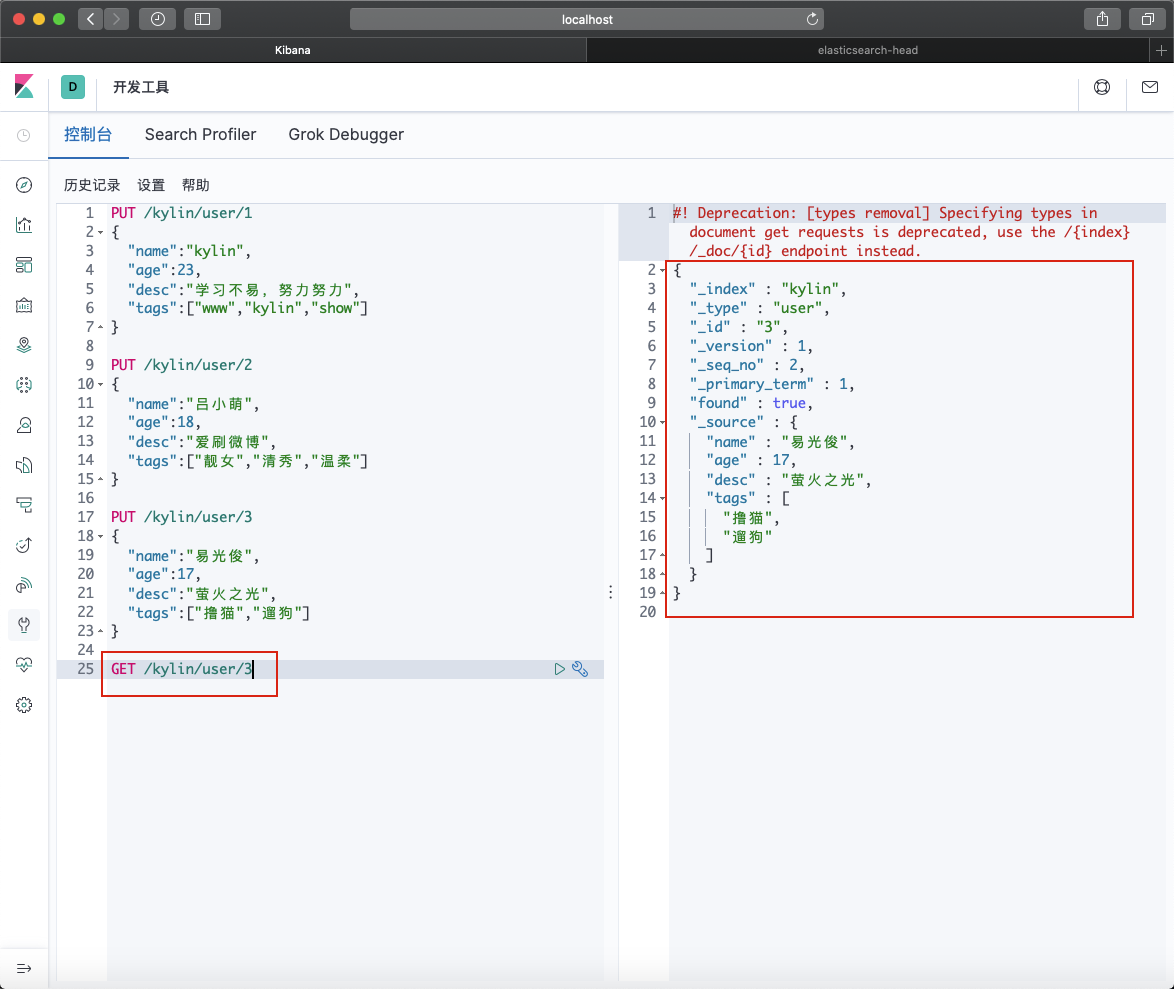 localhost
Kibana
elasticsearch-head
D
开发工具
控制台
Search Profiler
Grok Debugger
历史记录
设置
帮助
1 PUT /kylin/user/1
2 {
3 "name":"kylin",
4 "age":23,
5 "desc":"学习不易，努力努力",
6 "tags":["www","kylin","show"]
7 }
8
9 PUT /kylin/user/2
10 {
11 "name":"吕小萌",
12 "age":18,
13 "desc":"爱刷微博",
14 "tags":["靓女","清秀","温柔"]
15 }
16
17 PUT /kylin/user/3
18 {
19 "name":"易光俊",
20 "age":17,
21 "desc":"萤火之光",
22 "tags":["撸猫","遛狗"]
23 }
24
25 GET /kylin/user/3
1 #! Deprecation: [types removal] Specifying types in
document get requests is deprecated, use the /{index}
/_doc/{id} endpoint instead.
2 {
3 "_index" : "kylin",
4 "_type" : "user",
5 "_id" : "3",
6 "_version" : 1,
7 "_seq_no" : 2,
8 "_primary_term" : 1,
9 "found" : true,
10 "_source" : {
11 "name" : "易光俊",
12 "age" : 17,
13 "desc" : "萤火之光",
14 "tags" : [
15 "撸猫",
16 "遛狗"
17 ]
18 }
19 }
20